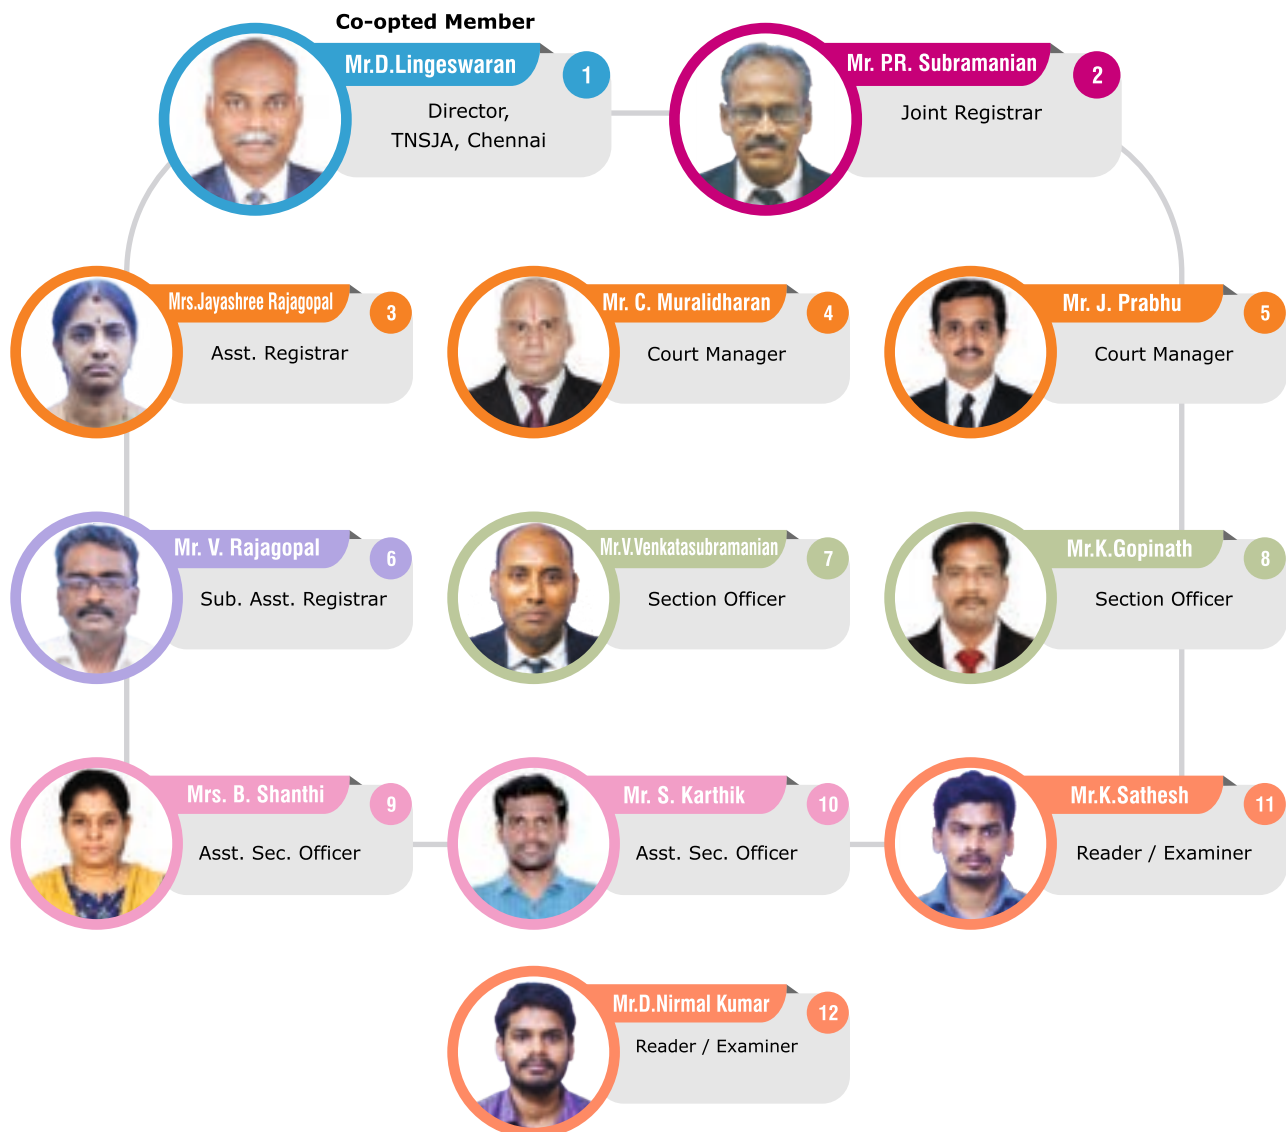 Co-opted Member
Mr.D.Lingeswaran
1
Director,
TNSJA, Chennai
Mr. P.R. Subramanian
2
Joint Registrar
Mrs.Jayashree Rajagopal
3
Asst. Registrar
Mr. C. Muralidharan
4
Court Manager
Mr. J. Prabhu
5
Court Manager
Mr. V. Rajagopal
6
Sub. Asst. Registrar
Mr.V.Venkatasubramanian
7
Section Officer
Mr.K.Gopinath
8
Section Officer
Mrs. B. Shanthi
9
Asst. Sec. Officer
Mr. S. Karthik
10
Asst. Sec. Officer
Mr.K.Sathesh
11
Reader / Examiner
Mr.D.Nirmal Kumar
12
Reader / Examiner